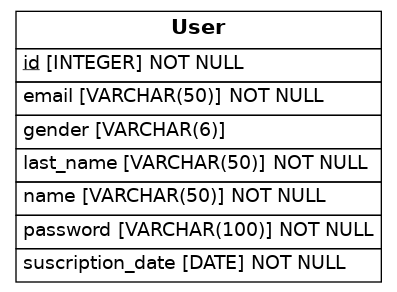 User
id [INTEGER] NOT NULL
email [VARCHAR(50)] NOT NULL
gender [VARCHAR(6)]
last_name [VARCHAR(50)] NOT NULL
name [VARCHAR(50)] NOT NULL
password [VARCHAR(100)] NOT NULL
suscription_date [DATE] NOT NULL